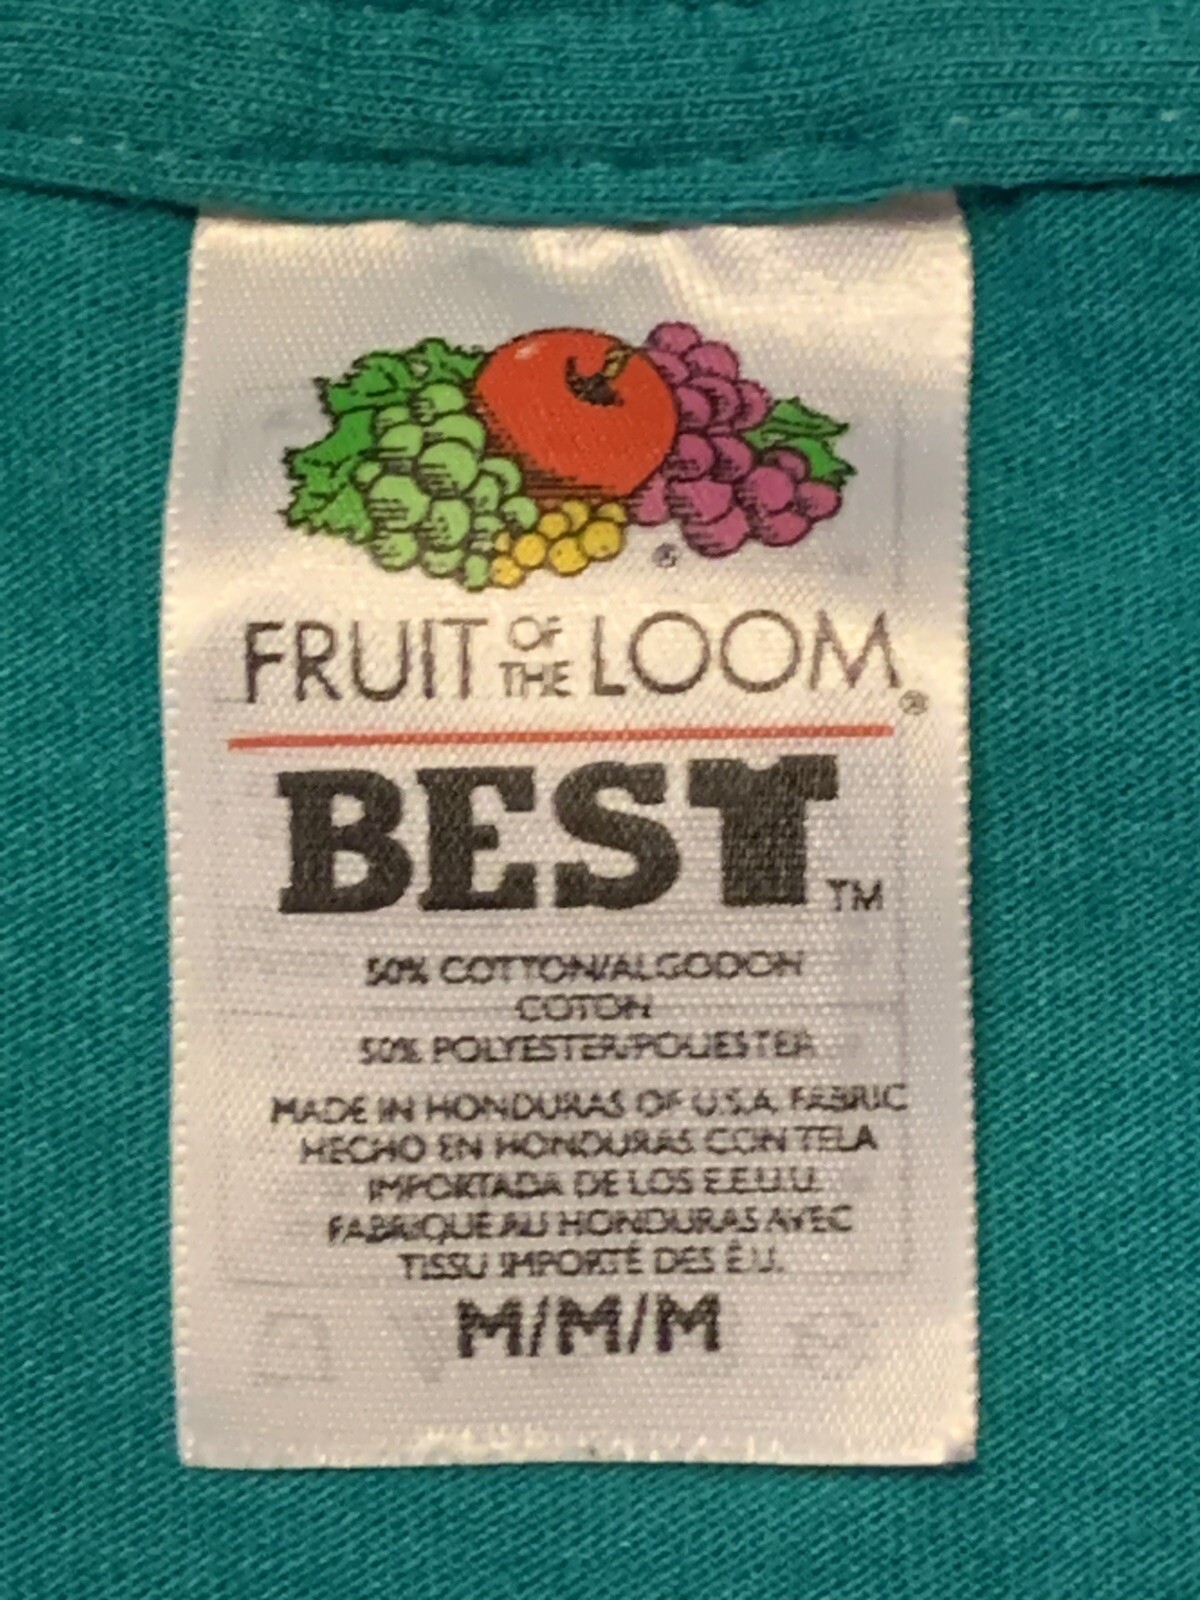 ®
FRUIT OF THE LOOM®
BEST™
50% COTTON/ALGODON
COTON
50% POLYESTER/POLIESTER
MADE IN HONDURAS OF U.S.A. FABRIC
HECHO EN HONDURAS CON TELA
IMPORTADA DE LOS E.E.U.U.
FABRIQUÉ AU HONDURAS AVEC
TISSU IMPORTÉ DES É.U.
M/M/M